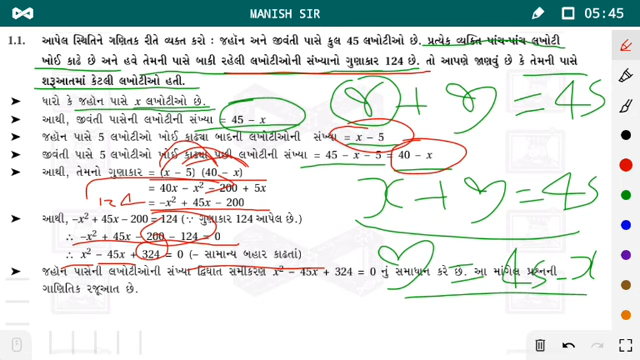 MANISH SIR
05:45
1.1. આપેલ સ્થિતિને ગણિતક રીતે વ્યક્ત કરો : જહોન અને જીવંતી પાસે કુલ 45 લખોટીઓ છે. પ્રત્યેક વ્યક્તિ પાંચ-પાંચ લખોટી
ખોઈ કાઢે છે અને હવે તેમની પાસે બાકી રહેલી લખોટીઓની સંખ્યાનો ગુણાકાર 124 છે. તો આપણે જાણવું છે કે તેમની પાસે
શરૂઆતમાં કેટલી લખોટીઓ હતી.
➤ ધારો કે જહોન પાસે x લખોટીઓ છે.
➤ આથી, જીવંતી પાસેની લખોટીની સંખ્યા = 45 – x
➤ જહોન પાસે 5 લખોટીઓ ખોઈ કાઢ્યા બાદની લખોટીઓની સંખ્યા = x – 5
➤ જીવંતી પાસે 5 લખોટીઓ ખોઈ કાઢ્યા પછી લખોટીની સંખ્યા = 45 – x – 5 = 40 – x
➤ આથી, તેમનો ગુણાકાર = (x – 5) (40 – x)
= 40x – x² – 200 + 5x
124 = –x² + 45x – 200
➤ આથી, –x² + 45x – 200 = 124 (∵ ગુણાકાર 124 આપેલ છે.)
∴ –x² + 45x – 200 – 124 = 0
∴ x² – 45x + 324 = 0 (– સામાન્ય બહાર કાઢતાં)
➤ જહોન પાસેની લખોટીઓની સંખ્યા દ્વિઘાત સમીકરણ x² – 45x + 324 = 0 નું સમાધાન કરે છે. આ માંગેલ પ્રશ્નની
ગાણિતિક રજૂઆત છે.
x + y = 45
x + y = 45
y = 45 - x